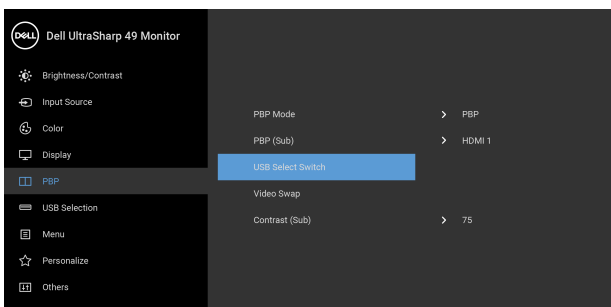 DELL Dell UltraSharp 49 Monitor
Brightness/Contrast
Input Source
Color
Display
PBP
USB Selection
Menu
Personalize
Others
PBP Mode > PBP
PBP (Sub) > HDMI 1
USB Select Switch
Video Swap
Contrast (Sub) > 75